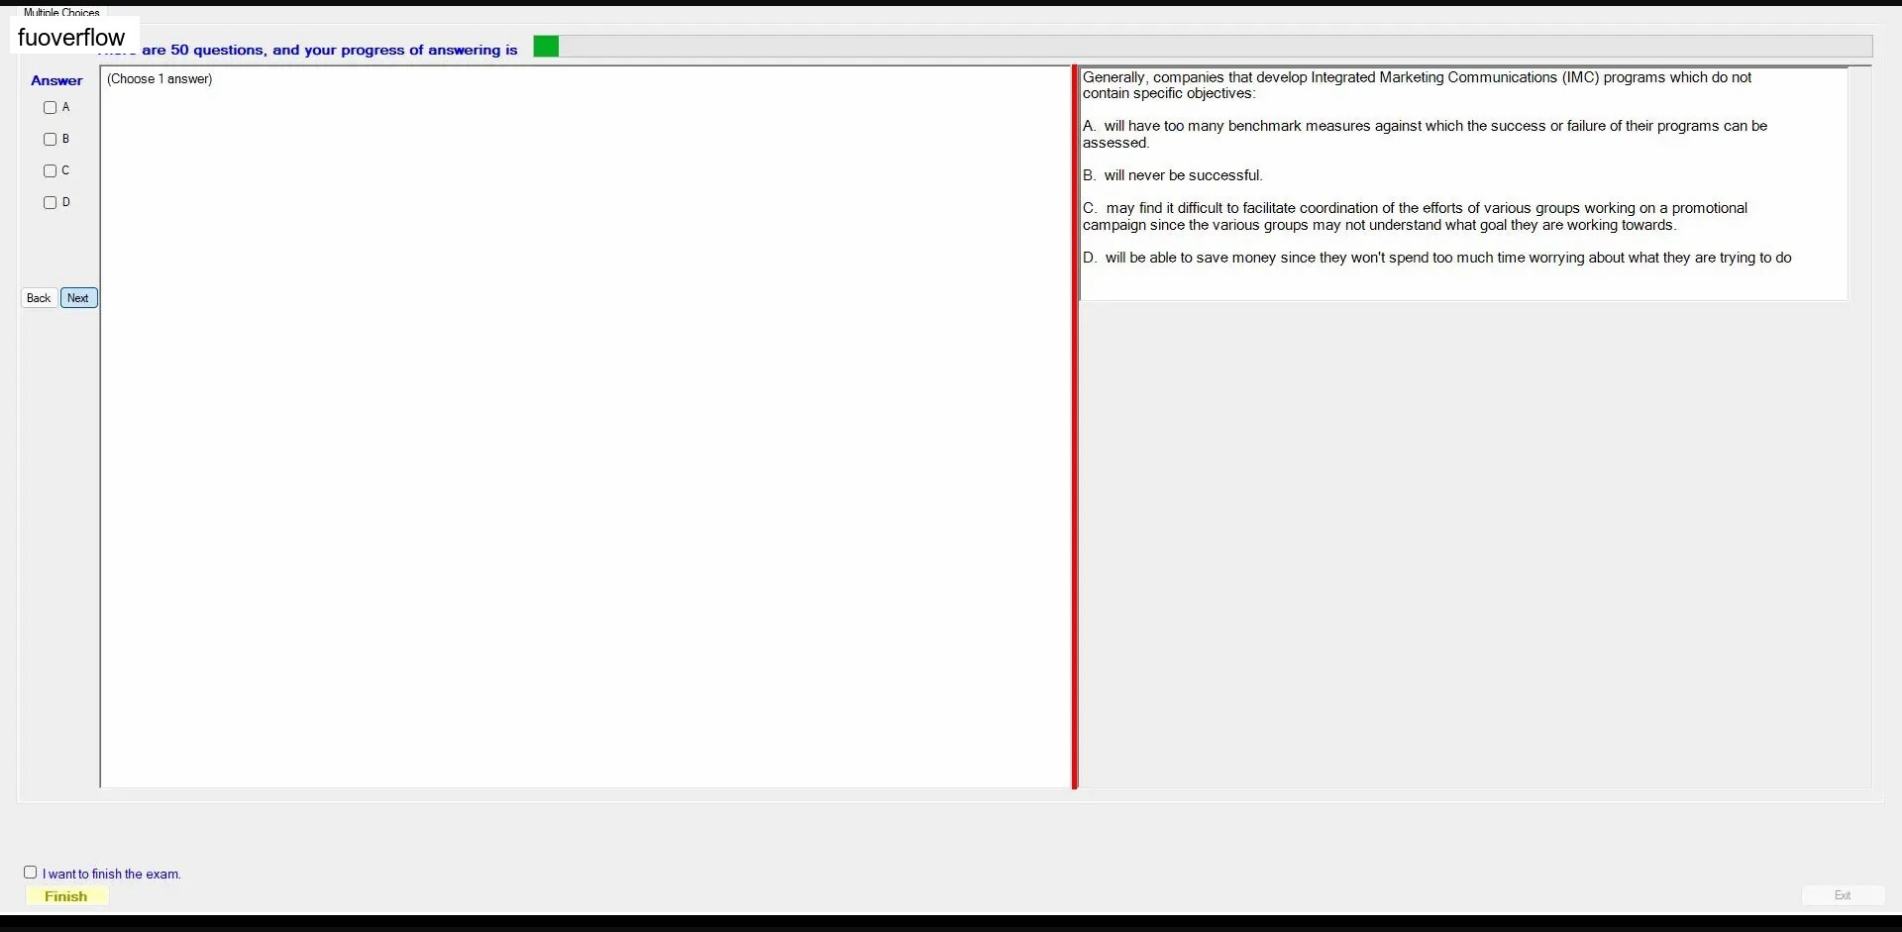 Multiple Choices
fuoverflow
are 50 questions, and your progress of answering is
Answer
(Choose 1 answer)
A
B
C
D
Back Next
Generally, companies that develop Integrated Marketing Communications (IMC) programs which do not
contain specific objectives:
A. will have too many benchmark measures against which the success or failure of their programs can be
assessed.
B. will never be successful.
C. may find it difficult to facilitate coordination of the efforts of various groups working on a promotional
campaign since the various groups may not understand what goal they are working towards.
D. will be able to save money since they won't spend too much time worrying about what they are trying to do
I want to finish the exam.
Finish
Exit